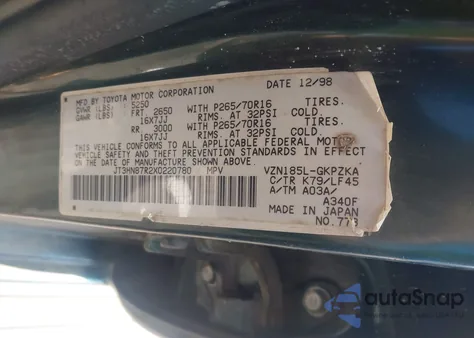 MFD BY TOYOTA MOTOR CORPORATION DATE 12/98
GVWR (LBS) 5250
GAWR (LBS) FRT 2650 WITH P265/70R16 TIRES.
16X7JJ RIMS. AT 32PSI COLD.
RR 3000 WITH P265/70R16 TIRES.
16X7JJ RIMS. AT 32PSI COLD.
THIS VEHICLE CONFORMS TO ALL APPLICABLE FEDERAL MOTOR
VEHICLE SAFETY AND BUMPER STANDARDS IN EFFECT
ON THE DATE OF MANUFACTURE SHOWN ABOVE.
JT3HN87R2X0220780 MPV VZN185L-GKPZKA
C/TR K79/LF45
A/TM A03A/
A340F
MADE IN JAPAN
NO.
autoSnap